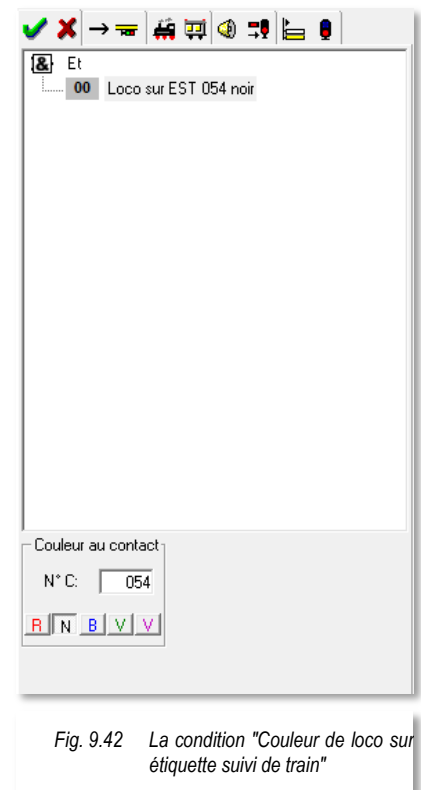 & Et
00 Loco sur EST 054 noir
Couleur au contact
N° C: 054
R N B V V
Fig. 9.42 La condition "Couleur de loco sur
étiquette suivi de train"